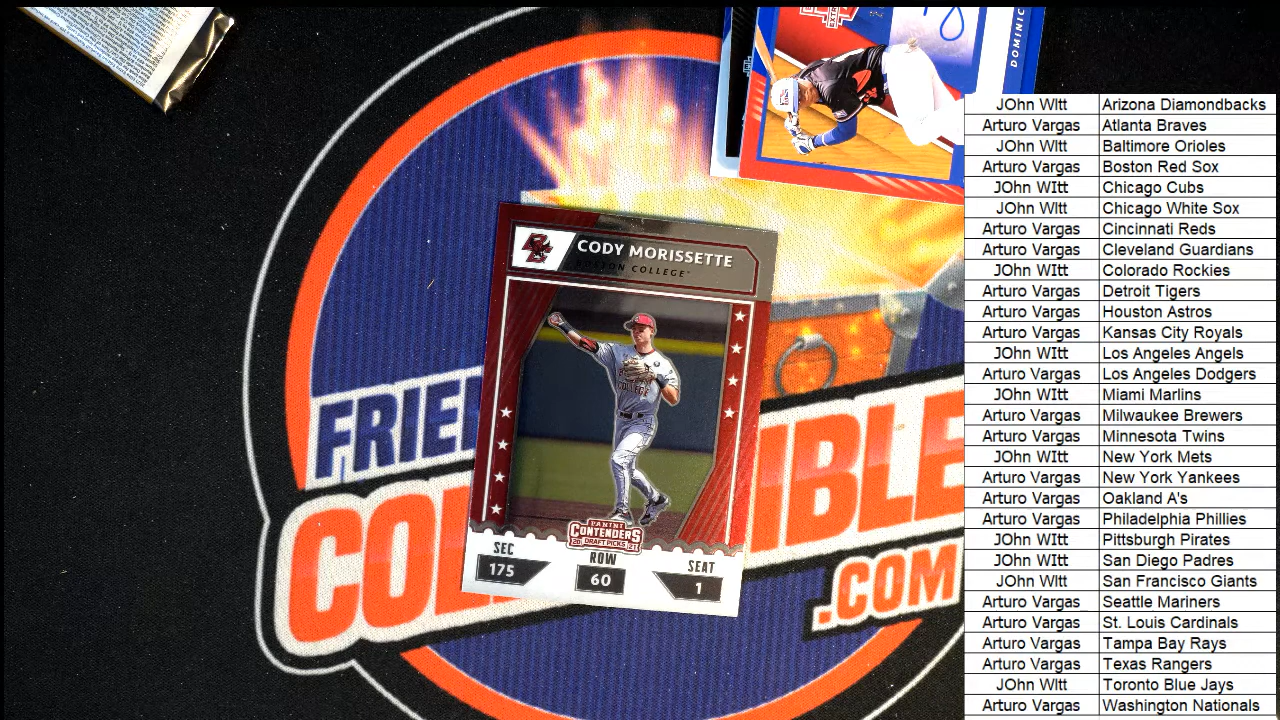 DOMINIC
CODY MORISSETTE
BOSTON COLLEGE
BOSTON
COLLEGE
PANINI
CONTENDERS
20 DRAFT PICKS 21
SEC
175
ROW
60
SEAT
1
FRIE
COL IBLE
.COM
JOhn WItt Arizona Diamondbacks
Arturo Vargas Atlanta Braves
JOhn WItt Baltimore Orioles
Arturo Vargas Boston Red Sox
JOhn WItt Chicago Cubs
JOhn WItt Chicago White Sox
Arturo Vargas Cincinnati Reds
Arturo Vargas Cleveland Guardians
JOhn WItt Colorado Rockies
Arturo Vargas Detroit Tigers
Arturo Vargas Houston Astros
Arturo Vargas Kansas City Royals
JOhn WItt Los Angeles Angels
Arturo Vargas Los Angeles Dodgers
JOhn WItt Miami Marlins
Arturo Vargas Milwaukee Brewers
Arturo Vargas Minnesota Twins
JOhn WItt New York Mets
Arturo Vargas New York Yankees
Arturo Vargas Oakland A's
Arturo Vargas Philadelphia Phillies
JOhn WItt Pittsburgh Pirates
JOhn WItt San Diego Padres
JOhn WItt San Francisco Giants
Arturo Vargas Seattle Mariners
Arturo Vargas St. Louis Cardinals
Arturo Vargas Tampa Bay Rays
Arturo Vargas Texas Rangers
JOhn WItt Toronto Blue Jays
Arturo Vargas Washington Nationals